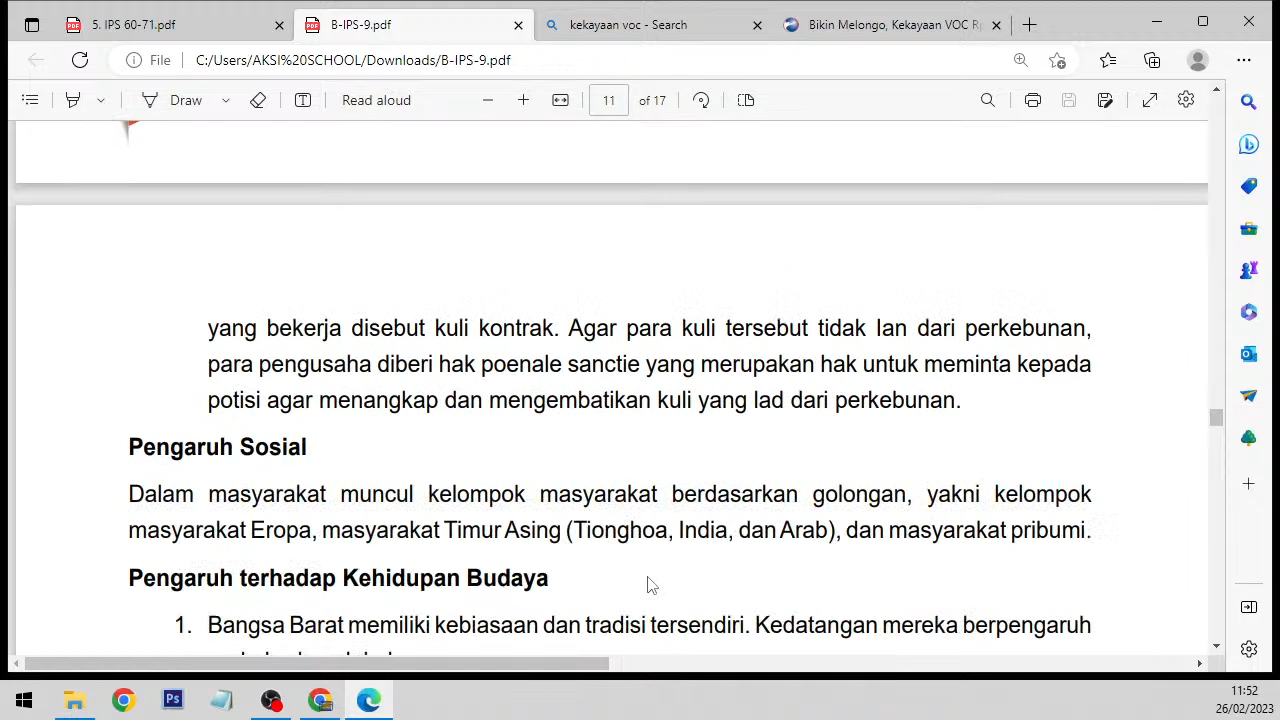 5. IPS 60-71.pdf
B-IPS-9.pdf
kekayaan voc - Search
Bikin Melongo, Kekayaan VOC Rp
File
C:/Users/AKSI%20SCHOOL/Downloads/B-IPS-9.pdf
Draw
Read aloud
11
of 17
yang bekerja disebut kuli kontrak. Agar para kuli tersebut tidak lan dari perkebunan,
para pengusaha diberi hak poenale sanctie yang merupakan hak untuk meminta kepada
potisi agar menangkap dan mengembatikan kuli yang lad dari perkebunan.
Pengaruh Sosial
Dalam masyarakat muncul kelompok masyarakat berdasarkan golongan, yakni kelompok
masyarakat Eropa, masyarakat Timur Asing (Tionghoa, India, dan Arab), dan masyarakat pribumi.
Pengaruh terhadap Kehidupan Budaya
1. Bangsa Barat memiliki kebiasaan dan tradisi tersendiri. Kedatangan mereka berpengaruh
Ps
11:52
26/02/2023